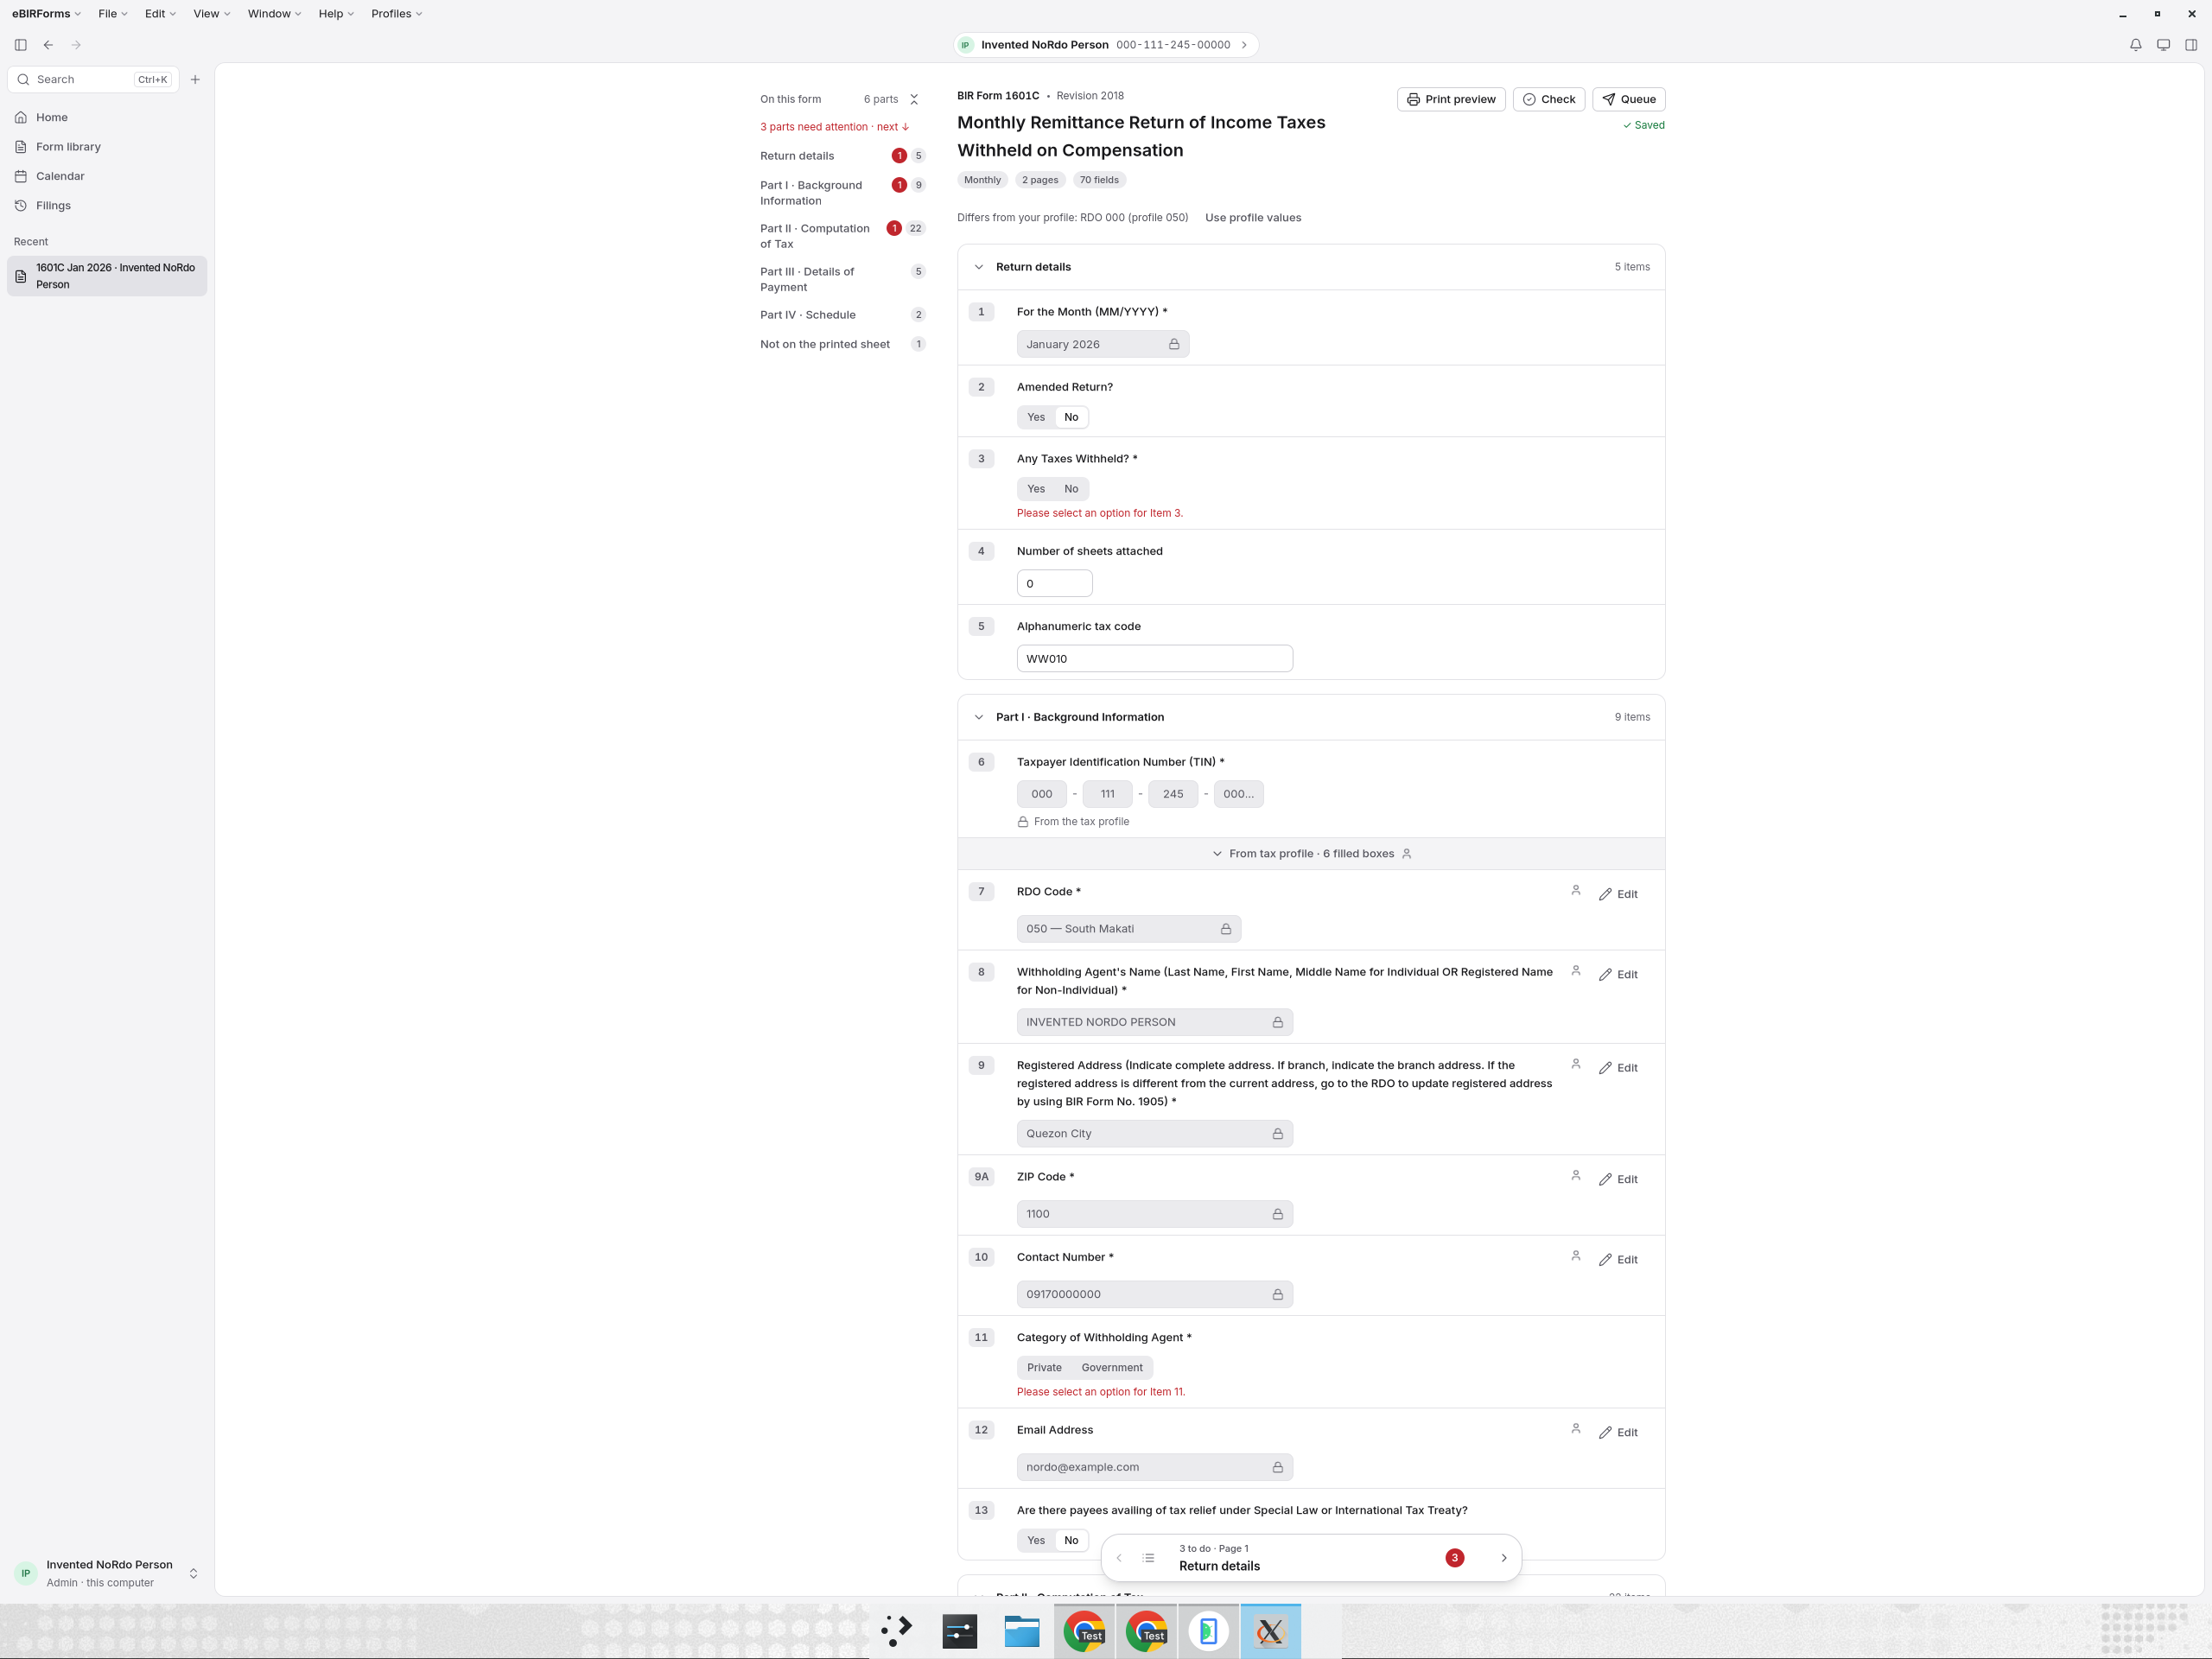 eBIRForms File Edit View Window Help Profiles
IP Invented NoRdo Person 000-111-245-00000
Search Ctrl+K
Home
Form library
Calendar
Filings
Recent
1601C Jan 2026 · Invented NoRdo
Person
On this form 6 parts
3 parts need attention · next ↓
Return details 1 5
Part I · Background
Information 1 9
Part II · Computation
of Tax 1 22
Part III · Details of
Payment 5
Part IV · Schedule 2
Not on the printed sheet 1
BIR Form 1601C • Revision 2018
Monthly Remittance Return of Income Taxes
Withheld on Compensation
Print preview Check Queue
✓ Saved
Monthly 2 pages 70 fields
Differs from your profile: RDO 000 (profile 050) Use profile values
Return details 5 items
1 For the Month (MM/YYYY) *
January 2026
2 Amended Return?
Yes No
3 Any Taxes Withheld? *
Yes No
Please select an option for Item 3.
4 Number of sheets attached
0
5 Alphanumeric tax code
WW010
Part I · Background Information 9 items
6 Taxpayer Identification Number (TIN) *
000 - 111 - 245 - 000...
From the tax profile
From tax profile · 6 filled boxes
7 RDO Code * Edit
050 — South Makati
8 Withholding Agent's Name (Last Name, First Name, Middle Name for Individual OR Registered Name
for Non-Individual) * Edit
INVENTED NORDO PERSON
9 Registered Address (Indicate complete address. If branch, indicate the branch address. If the
registered address is different from the current address, go to the RDO to update registered address
by using BIR Form No. 1905) * Edit
Quezon City
9A ZIP Code * Edit
1100
10 Contact Number * Edit
09170000000
11 Category of Withholding Agent *
Private Government
Please select an option for Item 11.
12 Email Address Edit
nordo@example.com
13 Are there payees availing of tax relief under Special Law or International Tax Treaty?
Yes No
3 to do · Page 1
Return details 3
IP Invented NoRdo Person
Admin · this computer
Test Test